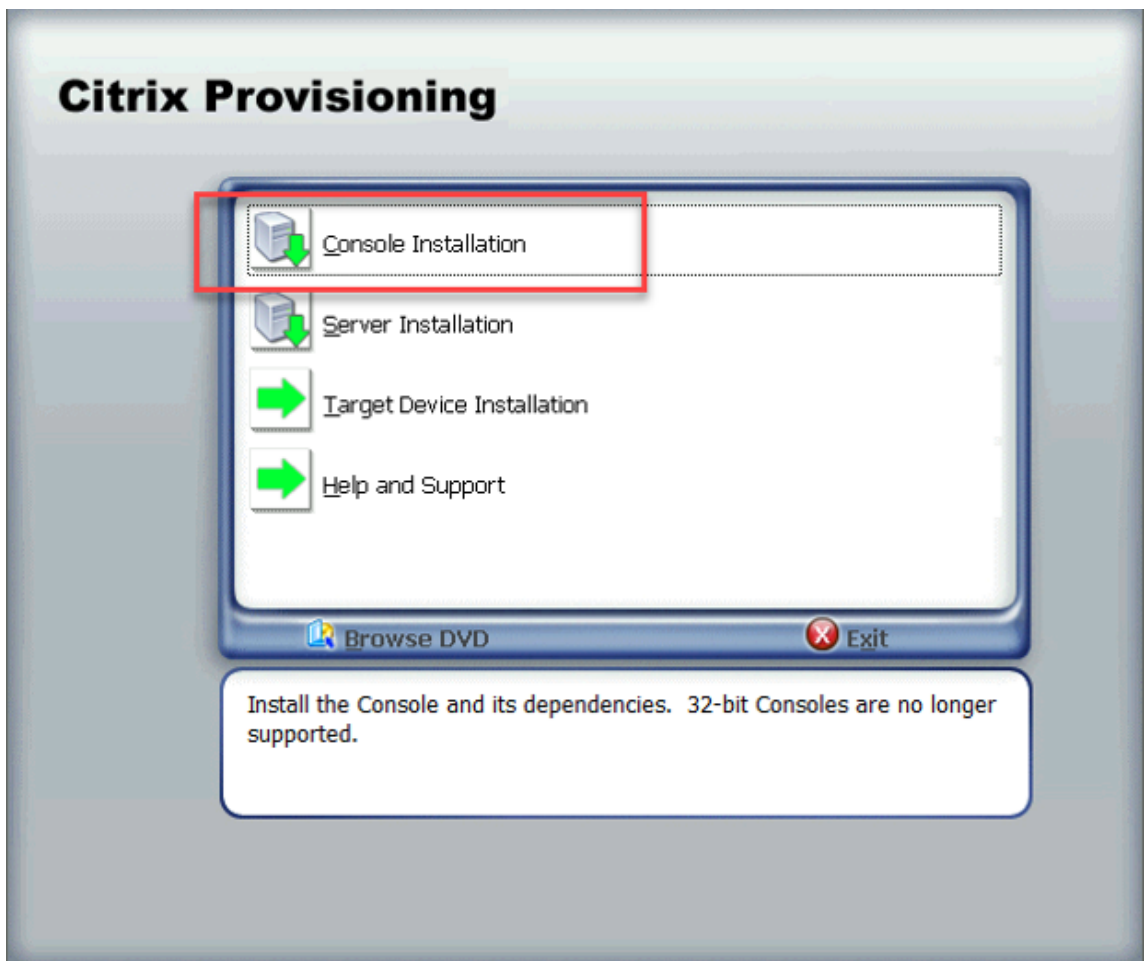 Citrix Provisioning
Console Installation
Server Installation
Target Device Installation
Help and Support
Browse DVD
Exit
Install the Console and its dependencies.  32-bit Consoles are no longer
supported.